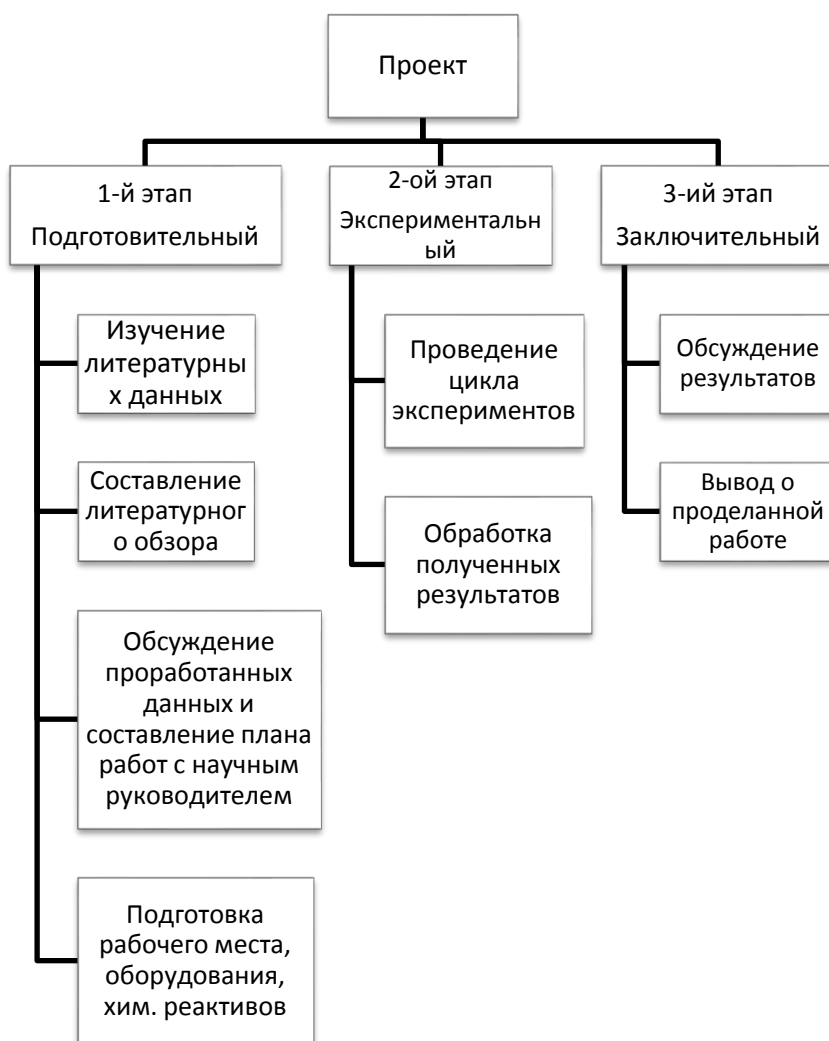 Проект
1-й этап
Подготовительный
2-ой этап
Экспериментальн
ый
3-ий этап
Заключительный
Изучение
литературны
х данных
Составление
литературног
о обзора
Обсуждение
проработанных
данных и
составление плана
работ с научным
руководителем
Подготовка
рабочего места,
оборудования,
хим. реактивов
Проведение
цикла
экспериментов
Обработка
полученных
результатов
Обсуждение
результатов
Вывод о
проделанной
работе